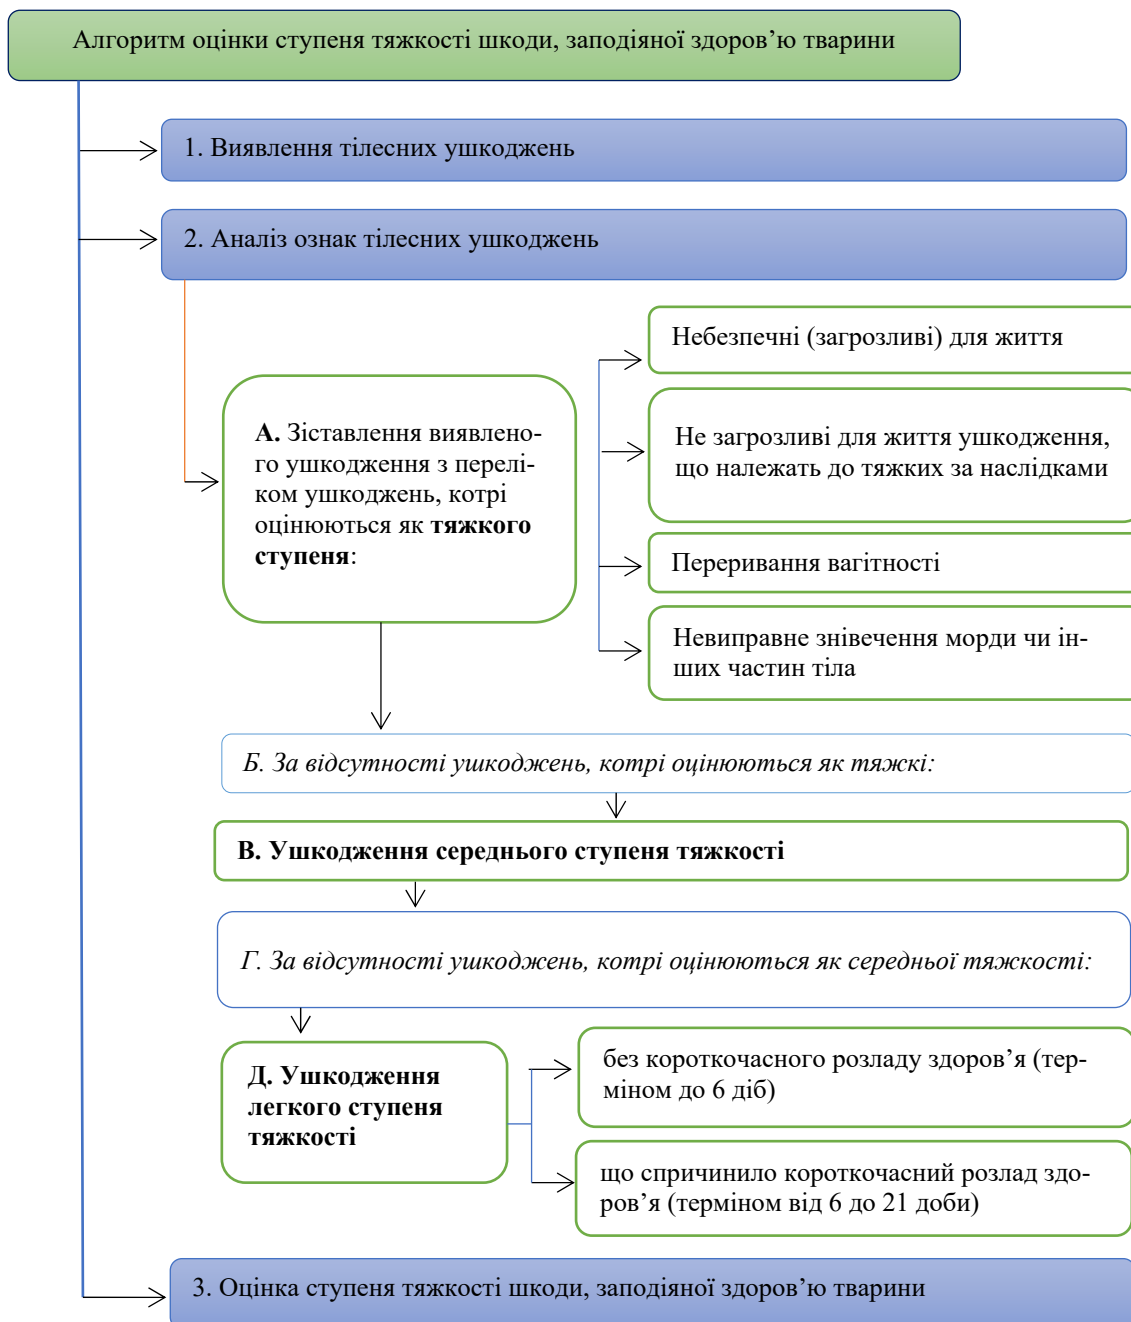 Алгоритм оцінки ступеня тяжкості шкоди, заподіяної здоров’ю тварини
1. Виявлення тілесних ушкоджень
2. Аналіз ознак тілесних ушкоджень
А. Зіставлення виявлено-
го ушкодження з перелі-
ком ушкоджень, котрі
оцінюються як тяжкого
ступеня:
Небезпечні (загрозливі) для життя
Не загрозливі для життя ушкодження,
що належать до тяжких за наслідками
Переривання вагітності
Невиправне знівечення морди чи ін-
ших частин тіла
Б. За відсутності ушкоджень, котрі оцінюються як тяжкі:
В. Ушкодження середнього ступеня тяжкості
Г. За відсутності ушкоджень, котрі оцінюються як середньої тяжкості:
Д. Ушкодження
легкого ступеня
тяжкості
без короткочасного розладу здоров’я (тер-
міном до 6 діб)
що спричинило короткочасний розлад здо-
ров’я (терміном від 6 до 21 доби)
3. Оцінка ступеня тяжкості шкоди, заподіяної здоров’ю тварини